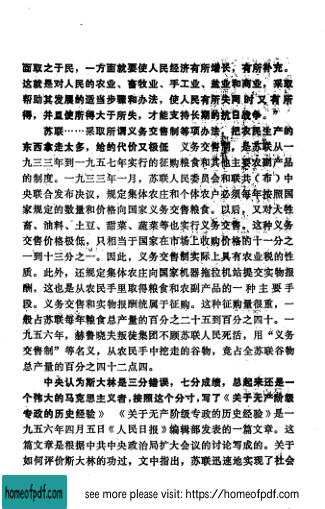 面取之于民，一方面就要使人民经济有所增长，有所补充。
这就是对人民的农业、畜牧业、手工业、盐业和商业，采取
帮助其发展的适当步骤和办法，使人民有所失同时又有所
得，并且使所得大于所失，才能支持长期的抗日战争。”
苏联……采取所谓义务交售制等项办法，把农民生产的
东西拿走太多，给的代价又极低　义务交售制，是苏联从一
九三三年到一九五七年实行的征购粮食和其他主要农副产品
的制度。一九三三年一月，苏联人民委员会和联共（布）中
央联合发布决议，规定集体农庄和个体农户必须每年按照国
家规定的数量和价格向国家义务交售粮食。以后，又对大牲
畜、油料、土豆、甜菜、蔬菜等也实行义务交售。这种义务
交售价格极低，只相当于国家在市场上收购价格的十一分之
一到十三分之一。因此，义务交售制实际上具有农业税的性
质。此外，还规定集体农庄向国家机器拖拉机站提交实物报
酬，这也是从农民手里取得粮食和农副产品的一种主要手
段。义务交售和实物报酬统属于征购。这种征购量很重，一
般占苏联每年粮食总产量的百分之二十五到百分之四十。一
九五六年，赫鲁晓夫叛徒集团不顾苏联人民死活，用“义务
交售制”等名义，从农民手中挖走的谷物，竟占全苏联谷物
总产量的百分之四十二点四。
中央认为斯大林是三分错误，七分成绩，总起来还是一
个伟大的马克思主义者，按照这个分寸，写了《关于无产阶级
专政的历史经验》　《关于无产阶级专政的历史经验》是一
九五六年四月五日《人民日报》编辑部发表的一篇文章。这
篇文章是根据中共中央政治局扩大会议的讨论写成的。关于
如何评价斯大林的功过，文中指出，苏联迅速地实现了社会
homeofpdf.com
see more please visit: https://homeofpdf.com